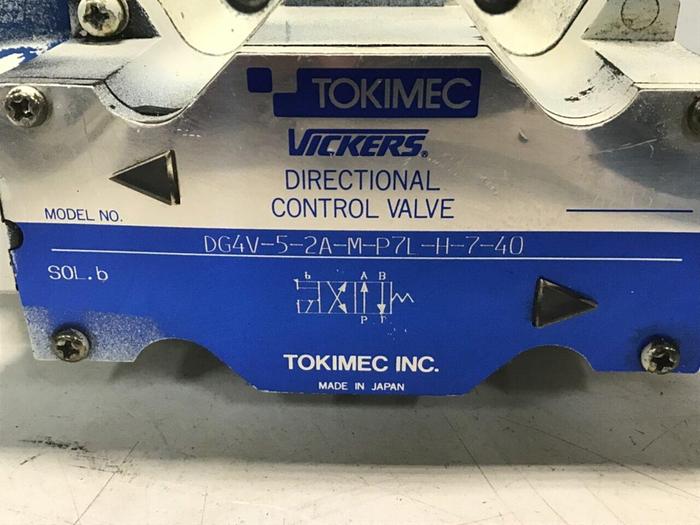 TOKIMEC
VICKERS®
DIRECTIONAL
CONTROL VALVE
MODEL NO.
DG4V-5-2A-M-P7L-H-7-40
SOL.b
b A B
P T
TOKIMEC INC.
MADE IN JAPAN